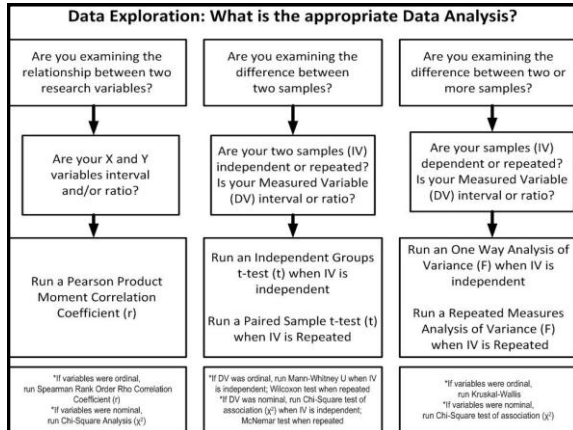 Data Exploration: What is the appropriate Data Analysis?
Are you examining the
relationship between two
research variables?
Are your X and Y
variables interval
and/or ratio?
Run a Pearson Product
Moment Correlation
Coefficient (r)
*If variables were ordinal,
run Spearman Rank Order Rho Correlation
Coefficient (r)
*If variables were nominal,
run Chi-Square Analysis (χ²)
Are you examining the
difference between
two samples?
Are your two samples (IV)
independent or repeated?
Is your Measured Variable
(DV) interval or ratio?
Run an Independent Groups
t-test (t) when IV is
independent
Run a Paired Sample t-test (t)
when IV is Repeated
*If DV was ordinal, run Mann-Whitney U when IV
is independent; Wilcoxon test when repeated
*If DV was nominal, run Chi-Square test of
association (χ²) when IV is independent;
McNemar test when repeated
Are you examining the
difference between two or
more samples?
Are your samples (IV)
dependent or repeated?
Is your Measured Variable
(DV) interval or ratio?
Run an One Way Analysis of
Variance (F) when IV is
independent
Run a Repeated Measures
Analysis of Variance (F)
when IV is Repeated
*If variables were ordinal,
run Kruskal-Wallis
*If variables were nominal,
run Chi-Square test of association (χ²)